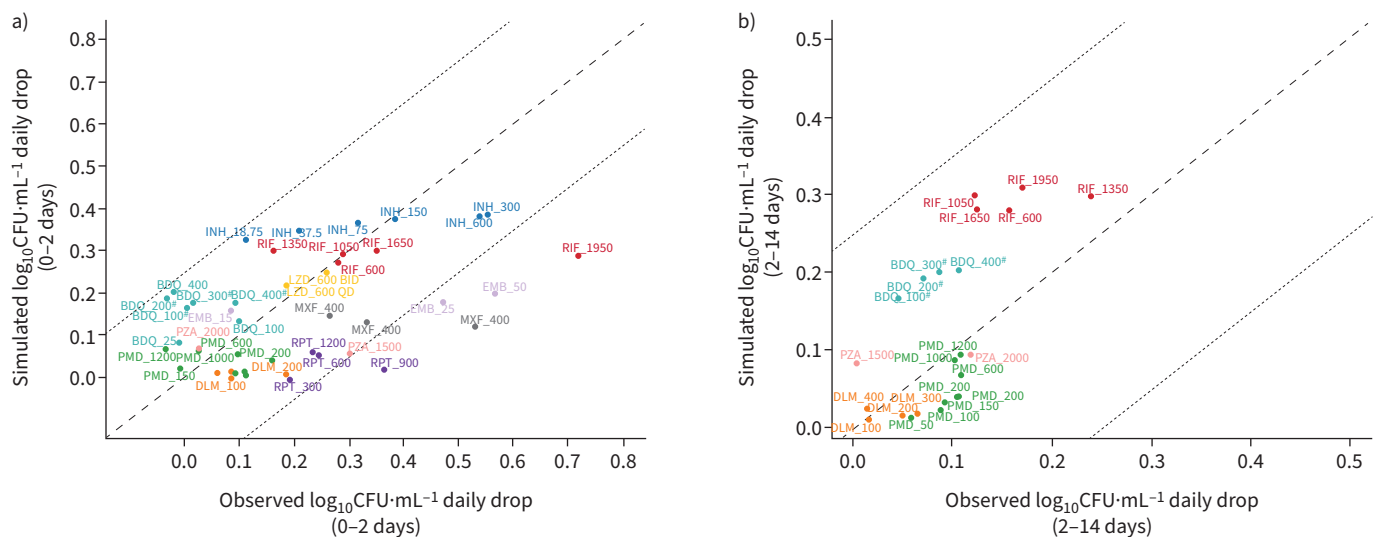 a)
Simulated log10CFU·mL−1 daily drop
(0–2 days)
0.8
0.7
0.6
0.5
0.4
0.3
0.2
0.1
0.0
INH_150
INH_300
INH_600
INH_18.75
INH_37.5
INH_75
RIF_1350
RIF_1050
RIF_1650
RIF_1950
RIF_600
LZD_600 BID
LZD_600 QD
BDQ_400
BDQ_300#
BDQ_400#
BDQ_200#
BDQ_100#
EMB_15
BDQ_100
EMB_50
EMB_25
MXF_400
MXF_400
MXF_400
PZA_2000
BDQ_25
PMD_600
PMD_1200
PMD_1000
PMD_200
RPT_1200
PZA_1500
RPT_600
RPT_900
PMD_150
DLM_200
DLM_100
RPT_300
0.0
0.1
0.2
0.3
0.4
0.5
0.6
0.7
0.8
Observed log10CFU·mL−1 daily drop
(0–2 days)
b)
Simulated log10CFU·mL−1 daily drop
(2–14 days)
0.5
0.4
0.3
0.2
0.1
0.0
RIF_1950
RIF_1350
RIF_1050
RIF_1650
RIF_600
BDQ_300#
BDQ_400#
BDQ_200#
BDQ_100#
PMD_1200
PZA_1500
PMD_1000
PZA_2000
PMD_600
PMD_200
DLM_400
DLM_300
PMD_200
DLM_200
PMD_150
PMD_100
DLM_100
PMD_50
0.0
0.1
0.2
0.3
0.4
0.5
Observed log10CFU·mL−1 daily drop
(2–14 days)